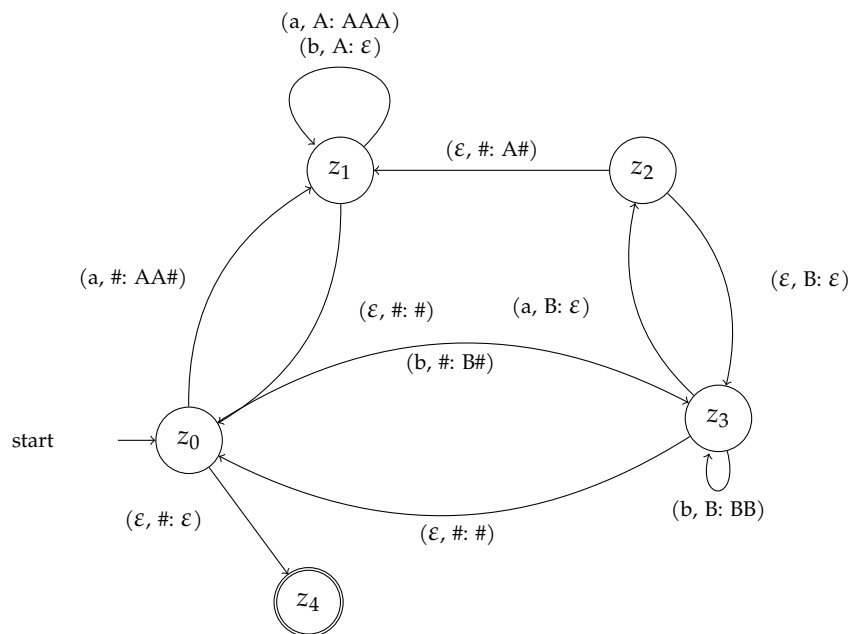 (a, A: AAA)
(b, A: ε)
z₁
(ε, #: A#)
z₂
(a, #: AA#)
(ε, B: ε)
(ε, #: #)
(a, B: ε)
(b, #: B#)
z₃
start
z₀
(b, B: BB)
(ε, #: ε)
(ε, #: #)
z₄